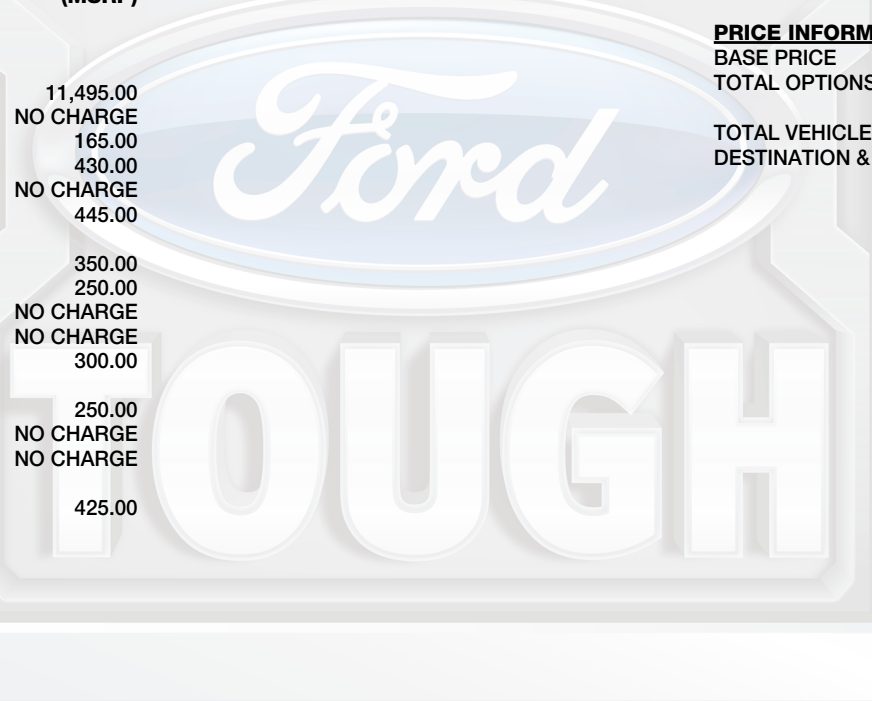 (MSRP)
11,495.00
NO CHARGE
165.00
430.00
NO CHARGE
445.00
350.00
250.00
NO CHARGE
NO CHARGE
300.00
250.00
NO CHARGE
NO CHARGE
425.00
PRICE INFORM
BASE PRICE
TOTAL OPTIONS
TOTAL VEHICLE
DESTINATION &
Ford
TOUGH